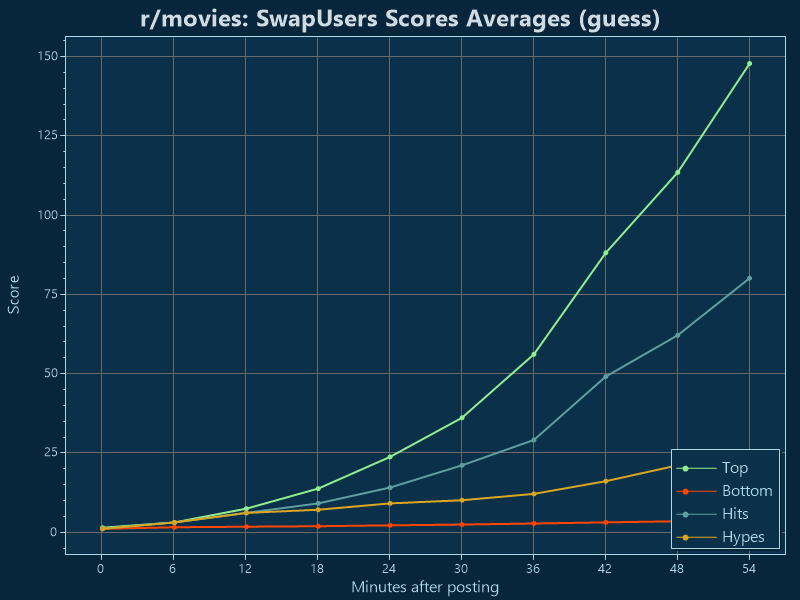 r/movies: SwapUsers Scores Averages (guess)
150
125
100
75
50
25
0
Score
0 6 12 18 24 30 36 42 48 54
Minutes after posting
Top
Bottom
Hits
Hypes